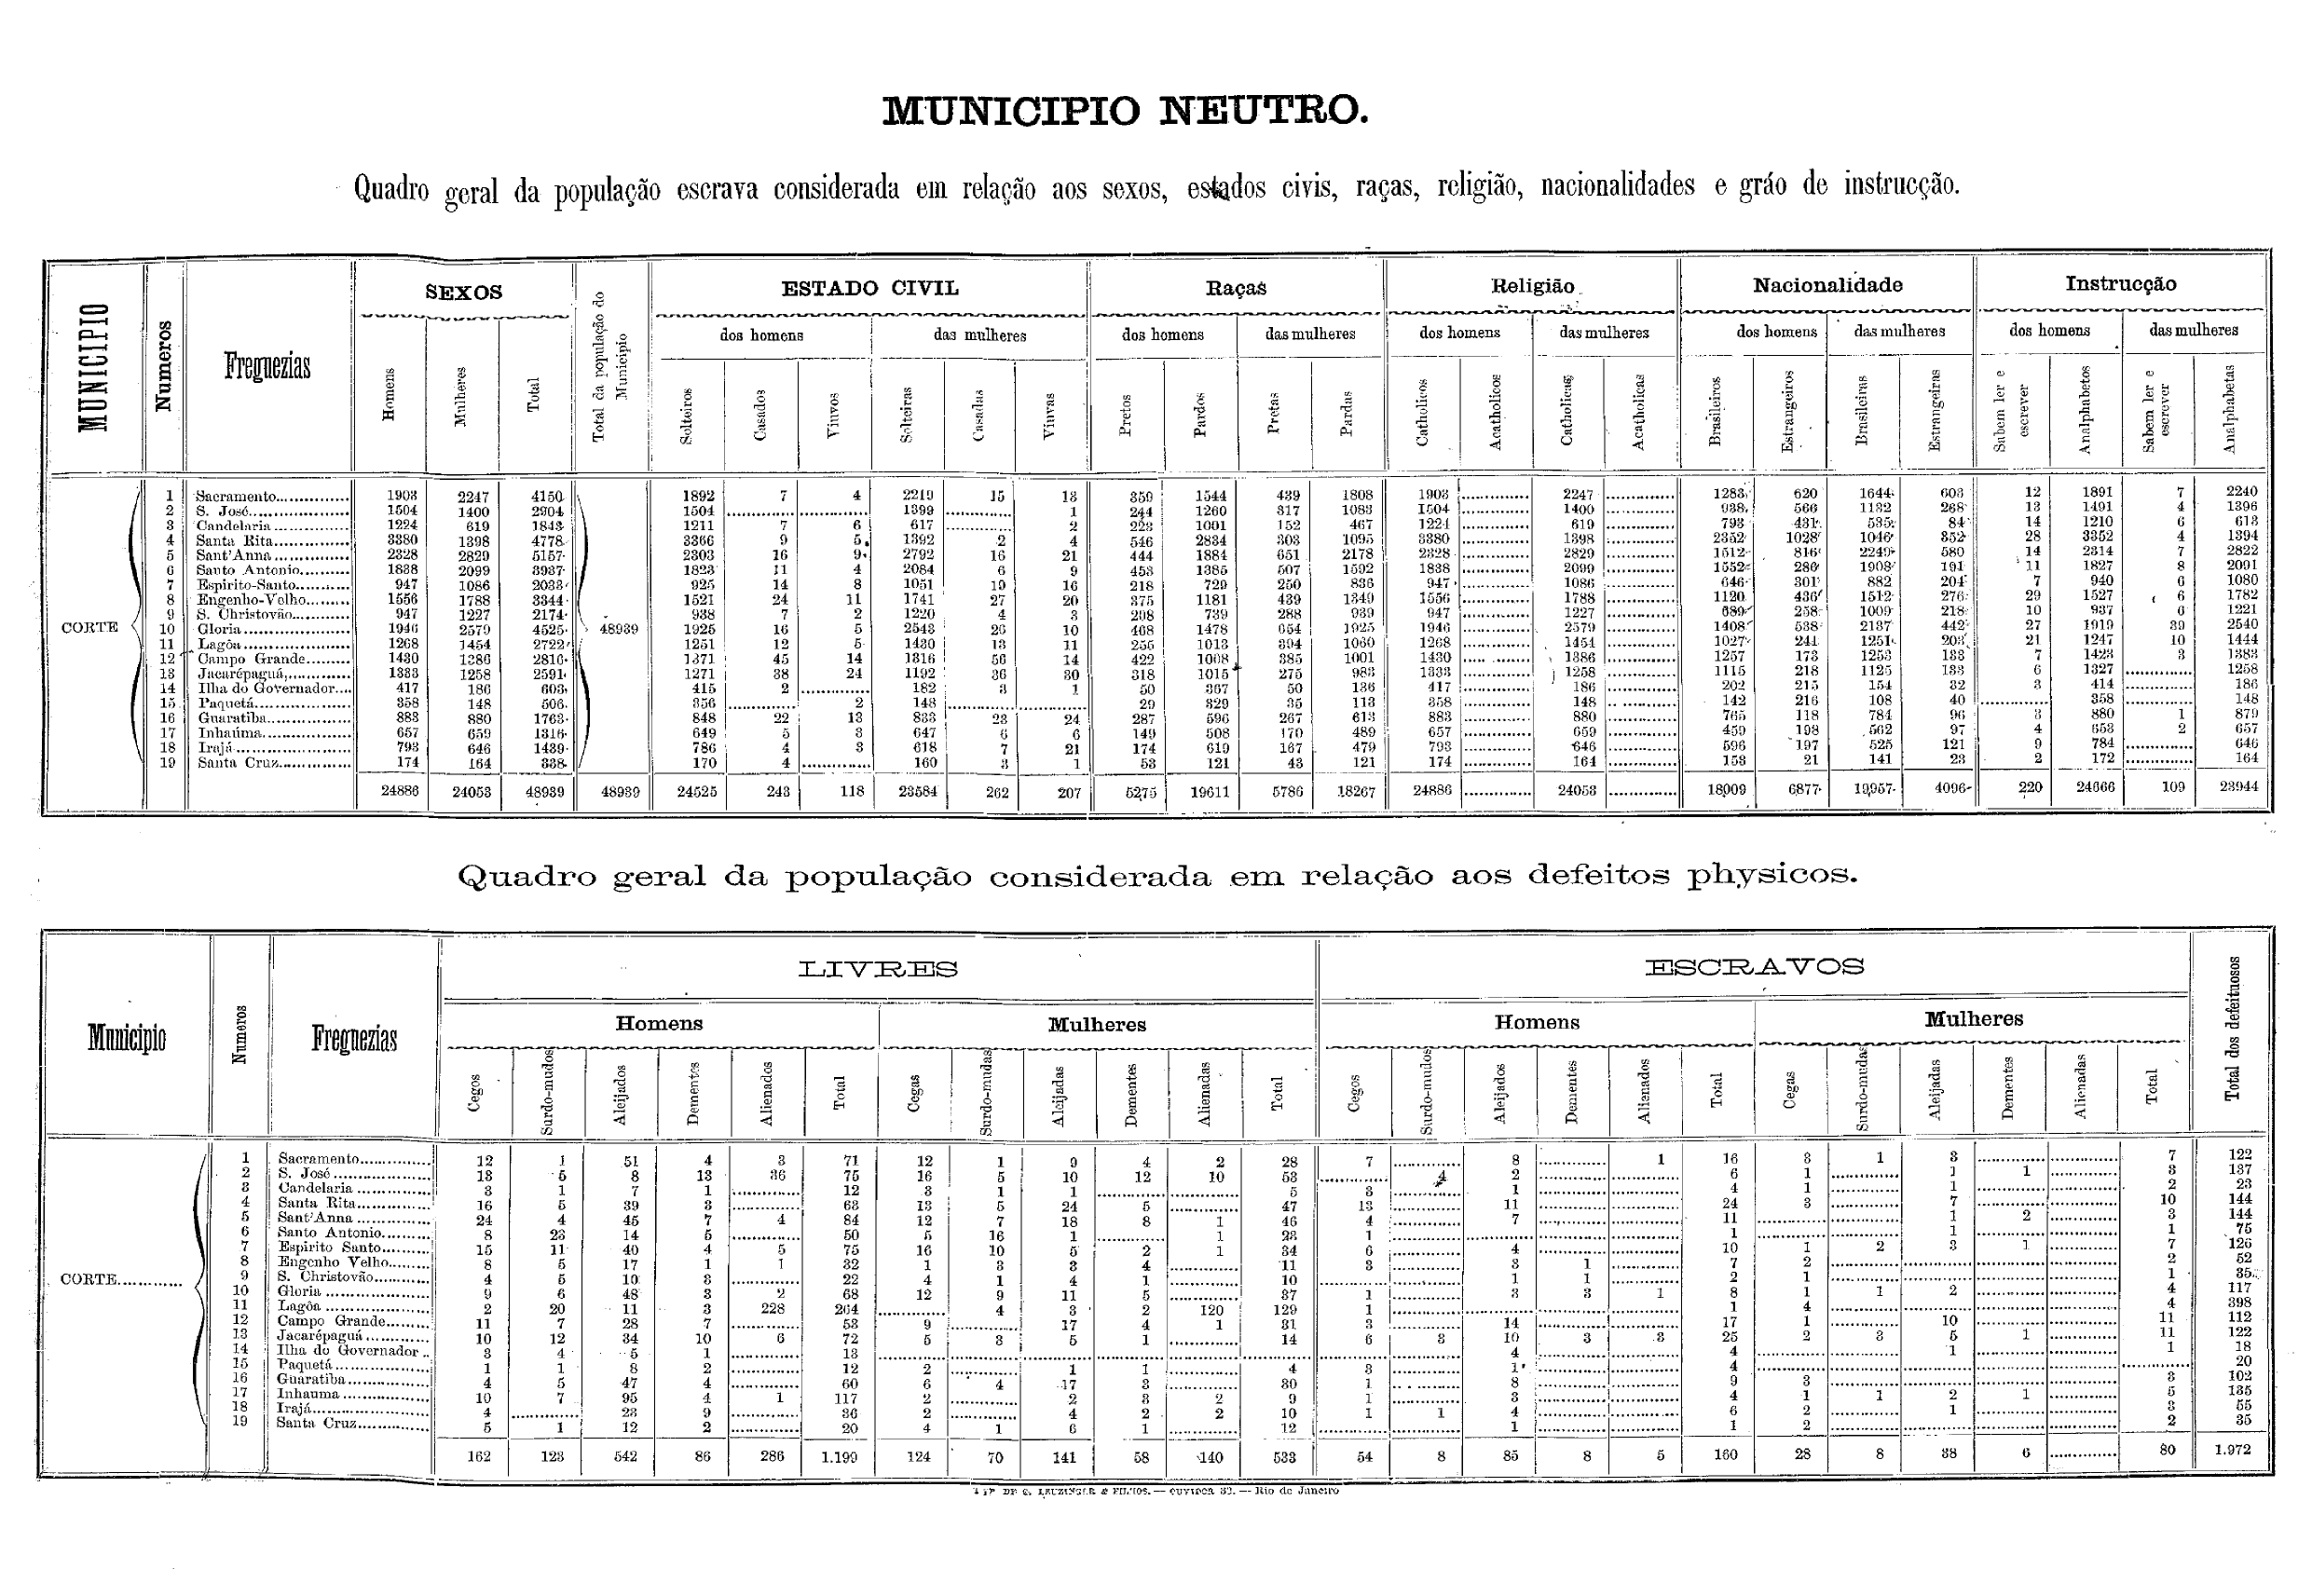 MUNICIPIO NEUTRO.
Quadro geral da população escrava considerada em relação aos sexos, estados civis, raças, religião, nacionalidades e gráo de instrucção.
MUNICIPIO Numeros Freguezias SEXOS Total da população do Municipio ESTADO CIVIL Raças Religião Nacionalidade Instrucção
dos homens das mulheres dos homens das mulheres dos homens das mulheres dos homens das mulheres dos homens das mulheres
Homens Mulheres Total Solteiros Casados Viuvos Solteiras Casadas Viuvas Pretos Pardos Pretas Pardas Catholicos Acatholicos Catholicas Acatholicas Brasileiros Estrangeiros Brasileiras Estrangeiras Sabem ler e escrever Analphabetos Sabem ler e escrever Analphabetas
1 Sacramento 1903 2247 4150 1892 7 4 2219 15 13 359 1544 439 1808 1903 2247 1283 620 1644 603 12 1891 7 2240
2 S. José 1504 1400 2904 1504 1399 1 244 1260 317 1083 1504 1400 938 566 1132 268 13 1491 4 1396
3 Candelaria 1224 619 1843 1211 7 6 617 2 223 1001 152 467 1224 619 793 431 535 84 14 1210 6 613
4 Santa Rita 3380 1398 4778 3366 9 5 1392 2 4 546 2834 303 1095 3380 1398 2352 1028 1046 352 28 3352 4 1394
5 Sant'Anna 2328 2829 5157 2303 16 9 2792 16 21 444 1884 651 2178 2328 2829 1512 816 2249 580 14 2314 7 2822
6 Santo Antonio 1838 2099 3937 1823 11 4 2084 6 9 453 1385 507 1592 1838 2099 1552 286 1908 191 11 1827 8 2091
7 Espirito-Santo 947 1086 2033 925 14 8 1051 19 16 218 729 250 836 947 1086 646 301 882 204 7 940 6 1080
8 Engenho-Velho 1556 1788 3344 1521 24 11 1741 27 20 375 1181 439 1349 1556 1788 1120 436 1512 276 29 1527 6 1782
9 S. Christovão 947 1227 2174 938 7 2 1220 4 3 208 739 288 939 947 1227 689 258 1009 218 10 937 6 1221
CORTE 10 Gloria 1946 2579 4525 48939 1925 16 5 2543 26 10 468 1478 654 1925 1946 2579 1408 538 2137 442 27 1919 39 2540
11 Lagôa 1268 1454 2722 1251 12 5 1430 13 11 255 1013 394 1060 1268 1454 1027 241 1251 203 21 1247 10 1444
12 Campo Grande 1430 1386 2816 1371 45 14 1316 56 14 422 1008 385 1001 1430 1386 1257 173 1253 133 7 1423 3 1383
13 Jacarépaguá 1333 1258 2591 1271 38 24 1192 36 30 318 1015 275 983 1333 1258 1115 218 1125 133 6 1327 1258
14 Ilha do Governador 417 186 603 415 2 182 3 1 50 367 50 136 417 186 202 215 154 32 3 414 186
15 Paquetá 358 148 506 356 2 148 29 329 35 113 358 148 142 216 108 40 358 148
16 Guaratiba 883 880 1763 848 22 13 833 23 24 287 596 267 613 883 880 765 118 784 96 3 880 1 879
17 Inhaúma 657 659 1316 649 5 3 647 6 6 149 508 170 489 657 659 459 198 562 97 4 653 2 657
18 Irajá 793 646 1439 786 4 3 618 7 21 174 619 167 479 793 646 596 197 525 121 9 784 646
19 Santa Cruz 174 164 338 170 4 160 3 1 53 121 43 121 174 164 153 21 141 23 2 172 164
24886 24053 48939 48939 24525 243 118 23584 262 207 5275 19611 5786 18267 24886 24053 18009 6877 19957 4096 220 24666 109 23944
Quadro geral da população considerada em relação aos defeitos physicos.
Municipio Numeros Freguezias LIVRES ESCRAVOS Total dos defeituosos
Homens Mulheres Homens Mulheres
Cegos Surdo-mudos Aleijados Dementes Alienados Total Cegas Surdo-mudas Aleijadas Dementes Alienadas Total Cegos Surdo-mudos Aleijados Dementes Alienados Total Cegas Surdo-mudas Aleijadas Dementes Alienadas Total
1 Sacramento 12 1 51 4 3 71 12 1 9 4 2 28 7 8 1 16 3 1 3 7 122
2 S. José 13 5 8 13 36 75 16 5 10 12 10 53 4 2 6 1 1 1 3 137
3 Candelaria 3 1 7 1 12 3 1 1 5 3 1 4 1 1 2 23
4 Santa Rita 16 5 39 3 63 13 5 24 5 47 13 11 24 3 7 10 144
5 Sant'Anna 24 4 45 7 4 84 12 7 18 8 1 46 4 7 11 1 2 3 144
6 Santo Antonio 8 23 14 5 50 5 16 1 1 23 1 1 1 1 75
7 Espirito Santo 15 11 40 4 5 75 16 10 5 2 1 34 6 4 10 1 2 3 1 7 126
8 Engenho Velho 8 5 17 1 1 32 1 3 3 4 11 3 3 1 7 2 2 52
CORTE 9 S. Christovão 4 5 10 3 22 4 1 4 1 10 1 1 2 1 1 35
10 Gloria 9 6 48 3 2 68 12 9 11 5 37 1 3 3 1 8 1 1 2 4 117
11 Lagôa 2 20 11 3 228 264 4 3 2 120 129 1 1 4 4 398
12 Campo Grande 11 7 28 7 53 9 17 4 1 31 3 14 17 1 10 11 112
13 Jacarépaguá 10 12 34 10 6 72 5 3 5 1 14 6 3 10 3 3 25 2 3 5 1 11 122
14 Ilha do Governador 3 4 5 1 13 4 4 1 1 18
15 Paquetá 1 1 8 2 12 2 1 1 4 3 1 4 20
16 Guaratiba 4 5 47 4 60 6 4 17 3 30 1 8 9 3 3 102
17 Inhauma 10 7 95 4 1 117 2 2 3 2 9 1 3 4 1 1 2 1 5 135
18 Irajá 4 23 9 36 2 4 2 2 10 1 1 4 6 2 1 3 55
19 Santa Cruz 5 1 12 2 20 4 1 6 1 12 1 1 2 2 35
162 123 542 86 286 1.199 124 70 141 58 140 533 54 8 85 8 5 160 28 8 38 6 80 1.972
TYP DE G. LEUZINGER & FILHOS. — OUVIDOR 33. — Rio de Janeiro